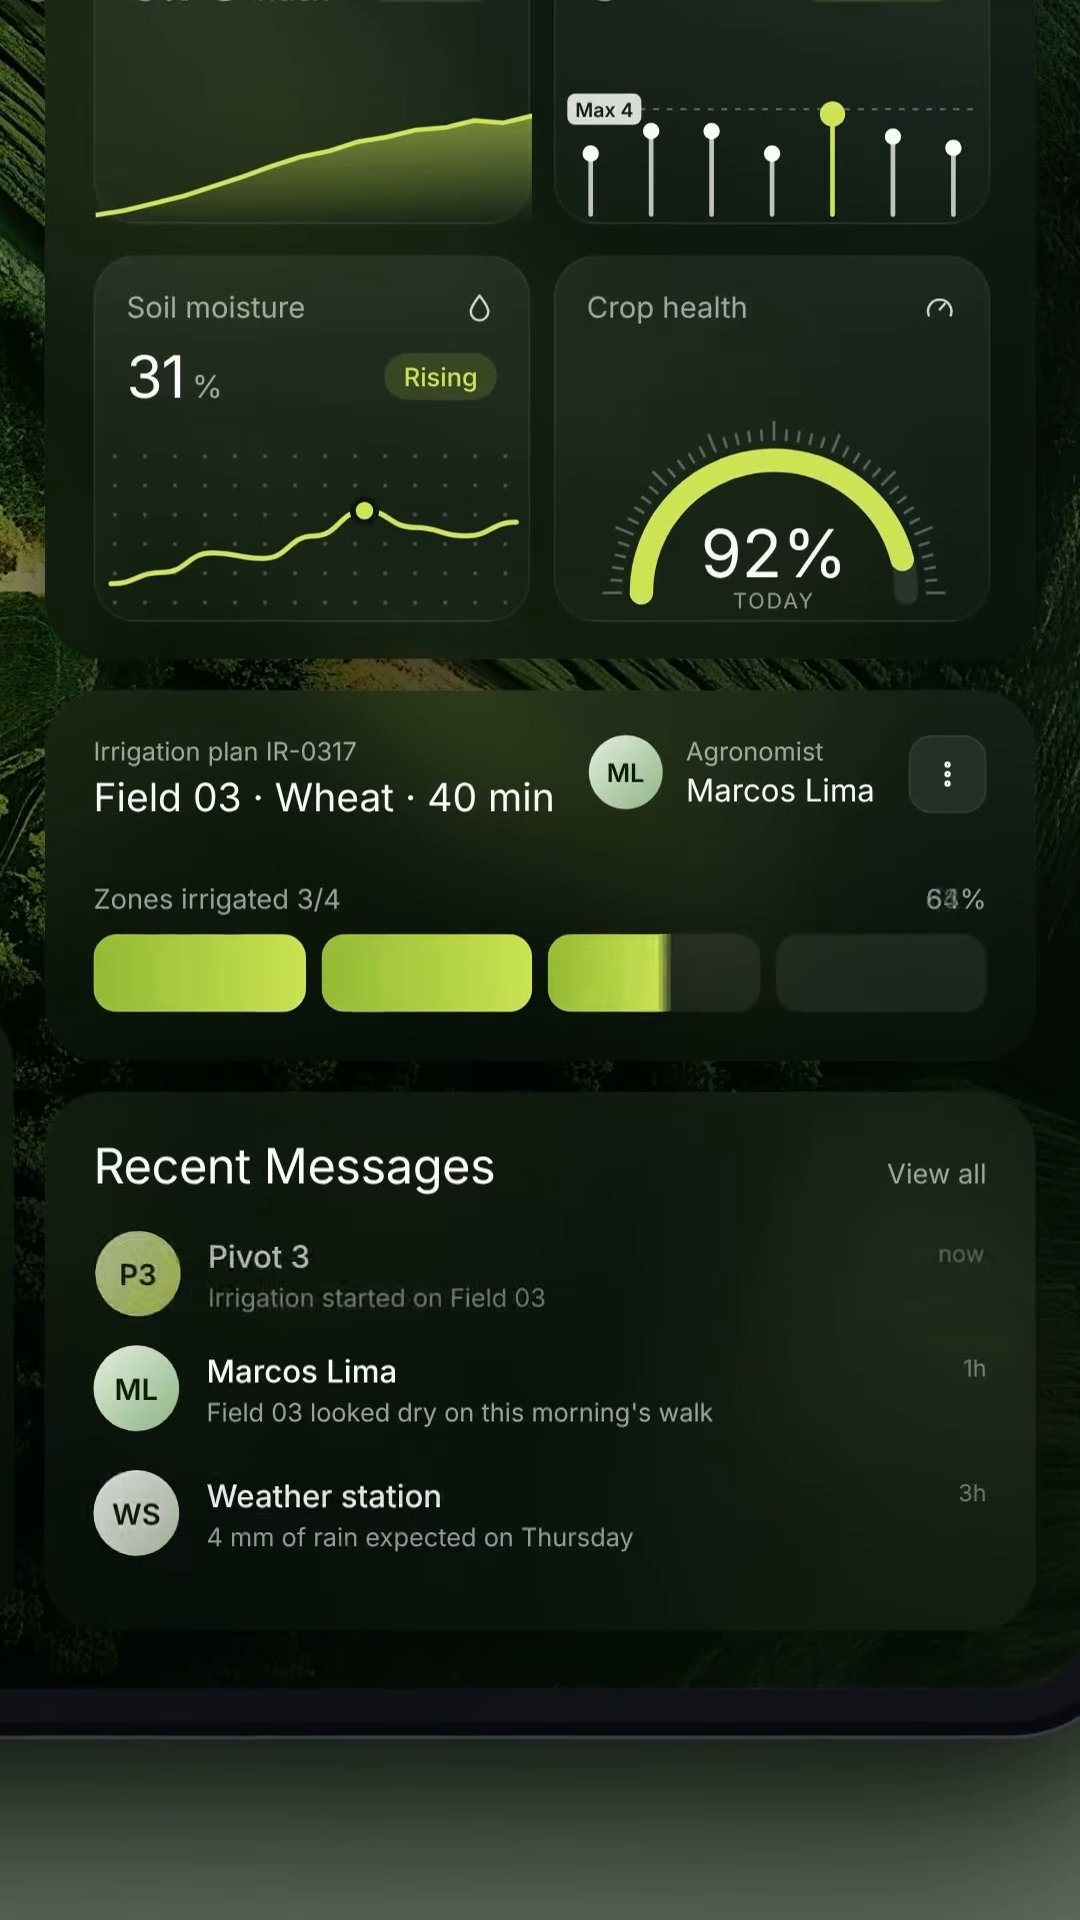 Max 4
Soil moisture
31 %
Rising
Crop health
92%
TODAY
Irrigation plan IR-0317
Field 03 · Wheat · 40 min
ML
Agronomist
Marcos Lima
Zones irrigated 3/4
Recent Messages
View all
P3
Pivot 3
now
Irrigation started on Field 03
ML
Marcos Lima
1h
Field 03 looked dry on this morning's walk
WS
Weather station
3h
4 mm of rain expected on Thursday